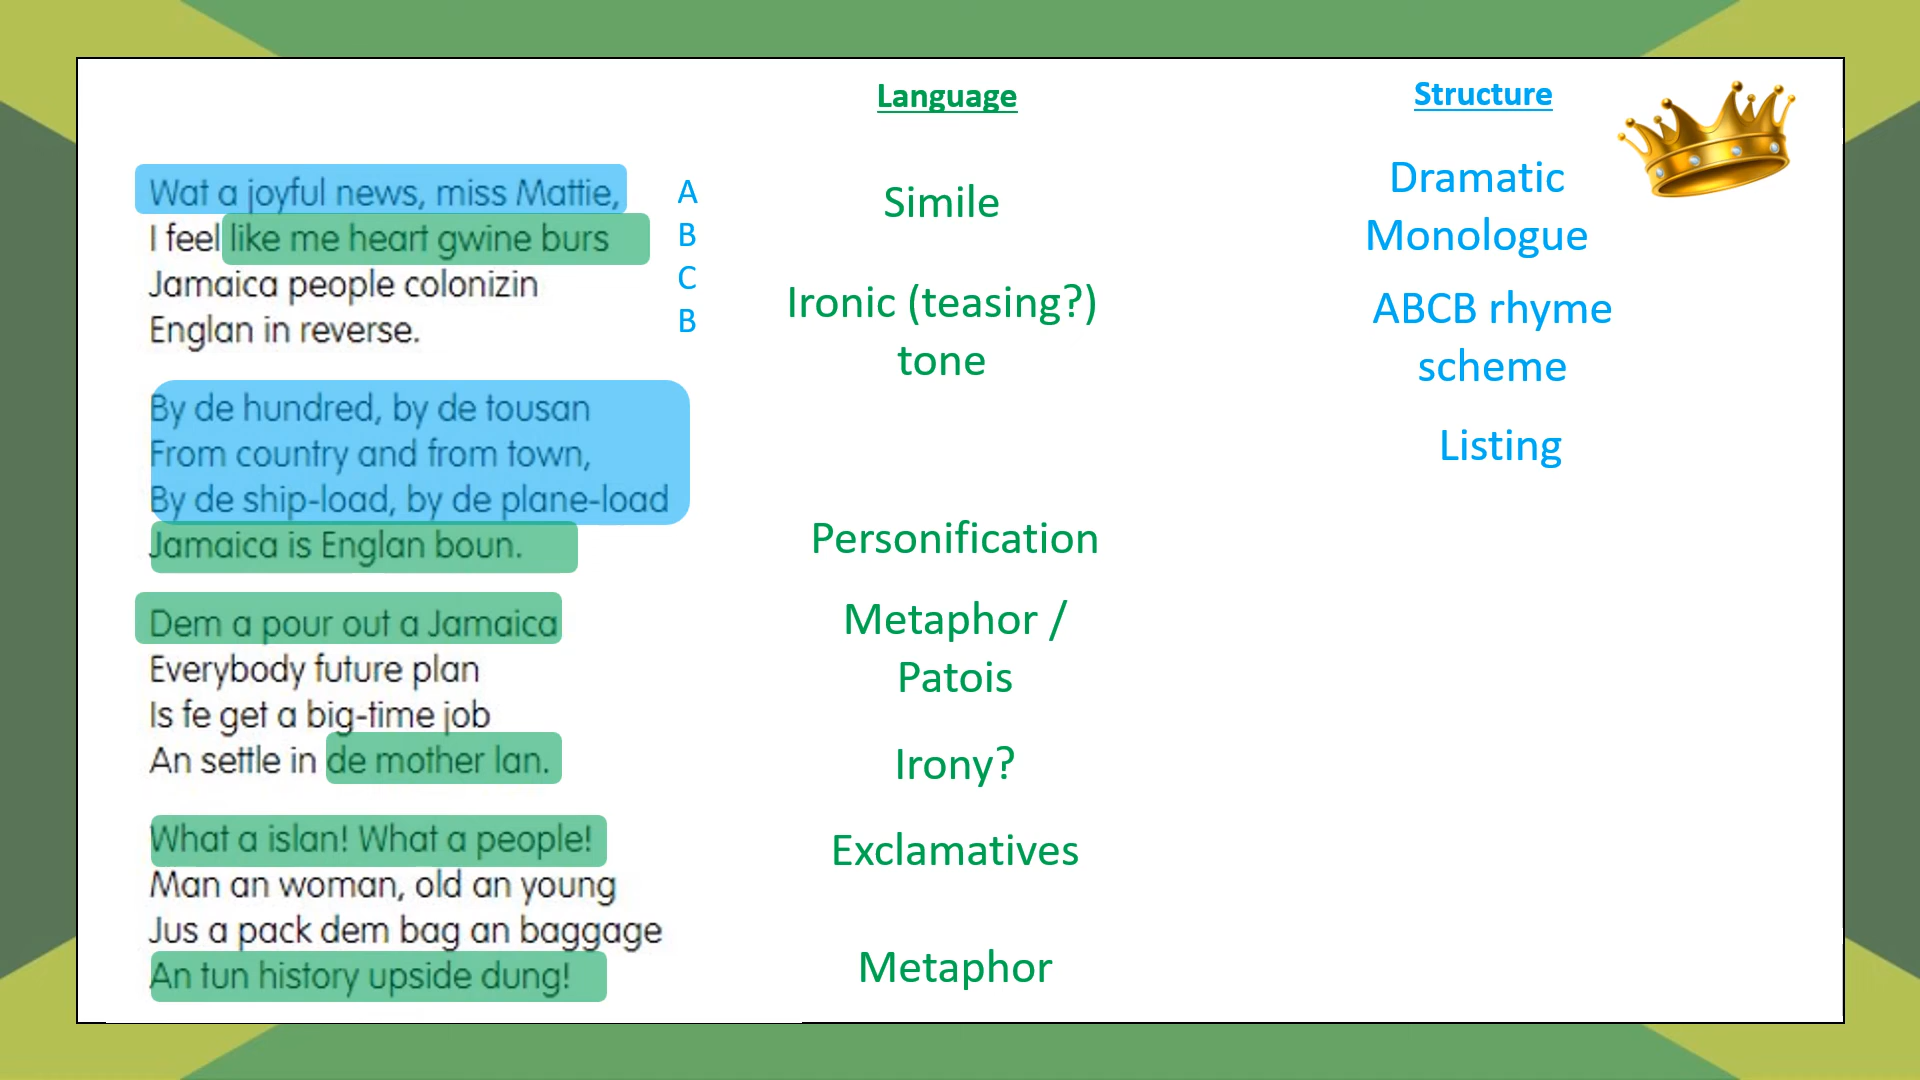 Language
Structure
Wat a joyful news, miss Mattie,
I feel like me heart gwine burs
Jamaica people colonizin
Englan in reverse.
A
B
C
B
By de hundred, by de tousan
From country and from town,
By de ship-load, by de plane-load
Jamaica is Englan boun.
Dem a pour out a Jamaica
Everybody future plan
Is fe get a big-time job
An settle in de mother lan.
What a islan! What a people!
Man an woman, old an young
Jus a pack dem bag an baggage
An tun history upside dung!
Simile
Ironic (teasing?)
tone
Personification
Metaphor /
Patois
Irony?
Exclamatives
Metaphor
Dramatic
Monologue
ABCB rhyme
scheme
Listing